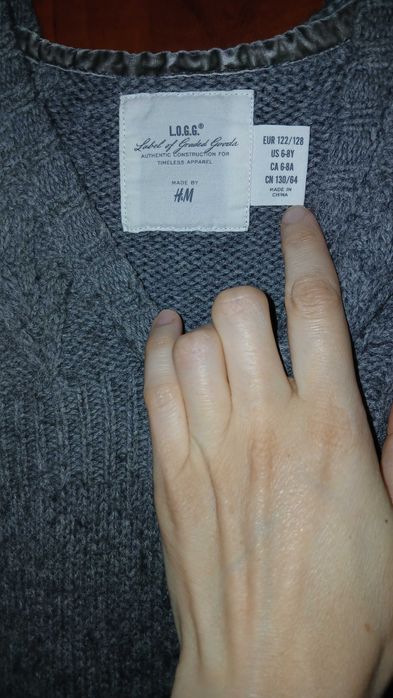 L.O.G.G.®
Label of Graded Goods
AUTHENTIC CONSTRUCTION FOR
TIMELESS APPAREL
MADE BY
H&M
EUR 122/128
US 6-8Y
CA 6-8A
CN 130/64
MADE IN
CHINA